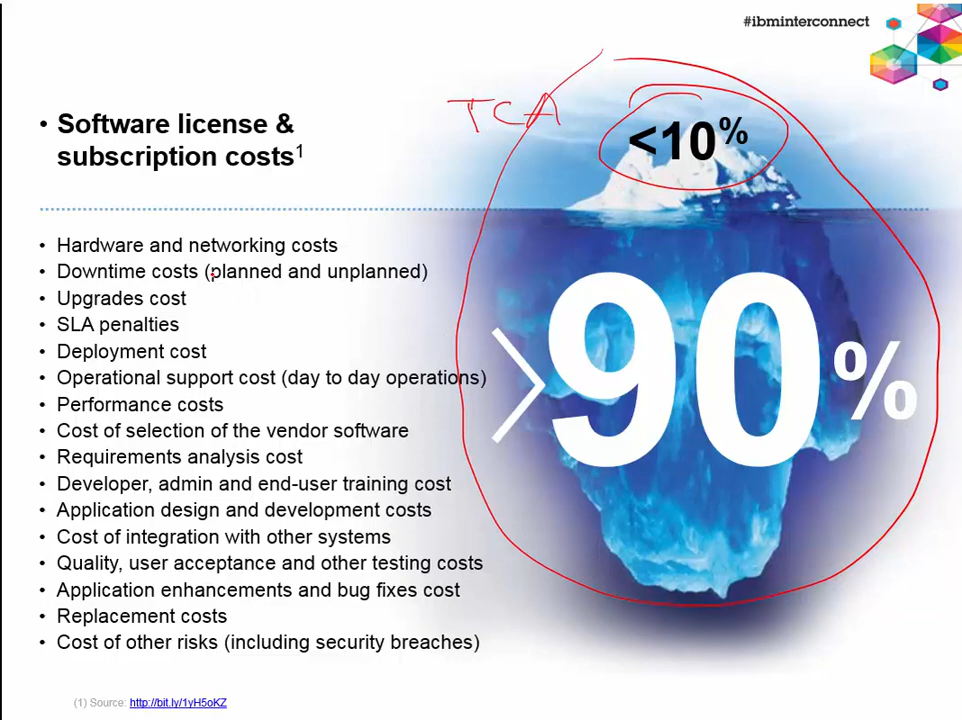 #ibminterconnect
TCA
• Software license &
subscription costs1
<10%
• Hardware and networking costs
• Downtime costs (planned and unplanned)
• Upgrades cost
• SLA penalties
• Deployment cost
• Operational support cost (day to day operations)
• Performance costs
• Cost of selection of the vendor software
• Requirements analysis cost
• Developer, admin and end-user training cost
• Application design and development costs
• Cost of integration with other systems
• Quality, user acceptance and other testing costs
• Application enhancements and bug fixes cost
• Replacement costs
• Cost of other risks (including security breaches)
>90%
(1) Source: http://bit.ly/1yH5oKZ